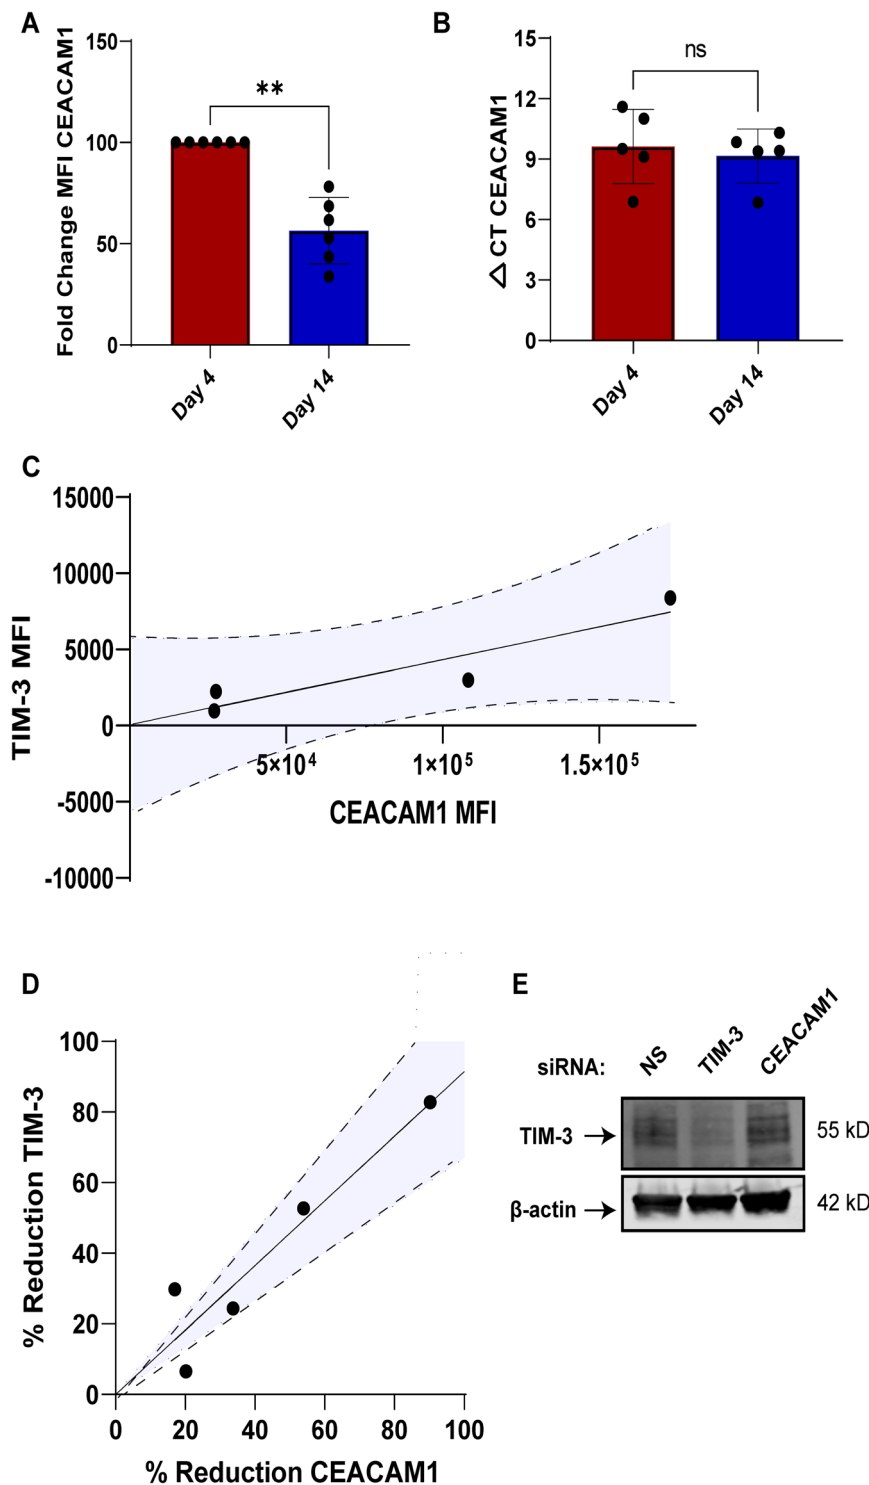 A
Fold Change MFI CEACAM1
150
100
50
0
**
Day 4
Day 14
B
△ CT CEACAM1
15
12
9
6
3
0
ns
Day 4
Day 14
C
TIM-3 MFI
15000
10000
5000
0
-5000
-10000
5×10⁴
1×10⁵
1.5×10⁵
CEACAM1 MFI
D
% Reduction TIM-3
100
80
60
40
20
0
0
20
40
60
80
100
% Reduction CEACAM1
E
siRNA:
NS
TIM-3
CEACAM1
TIM-3
55 kD
β-actin
42 kD